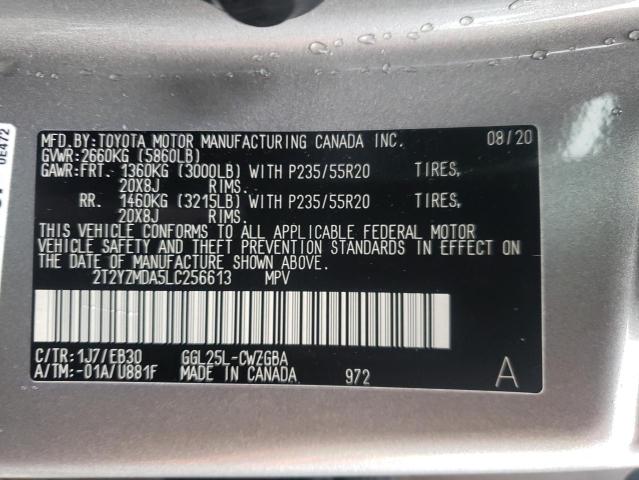 MFD.BY:TOYOTA MOTOR MANUFACTURING CANADA INC. 08/20
GVWR:2660KG (5860LB)
GAWR:FRT. 1360KG (3000LB) WITH P235/55R20 TIRES,
20X8J RIMS.
RR. 1460KG (3215LB) WITH P235/55R20 TIRES,
20X8J RIMS.
THIS VEHICLE CONFORMS TO ALL APPLICABLE FEDERAL MOTOR
VEHICLE SAFETY AND THEFT PREVENTION STANDARDS IN EFFECT ON
THE DATE OF MANUFACTURE SHOWN ABOVE.
2T2YZMDA5LC256613 MPV
C/TR:1J7/EB30 GGL25L-CWZGBA
A/TM:-01A/U881F MADE IN CANADA 972 A
0E472